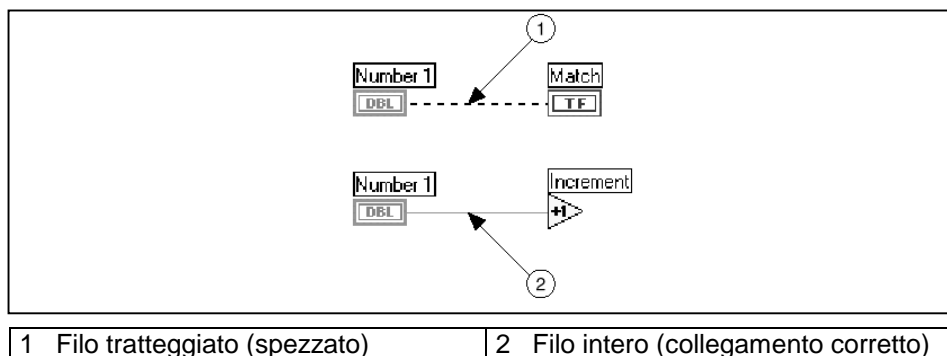 1
Number 1 Match
DBL TF
Number 1 Increment
DBL +1
2
1 Filo tratteggiato (spezzato) 2 Filo intero (collegamento corretto)